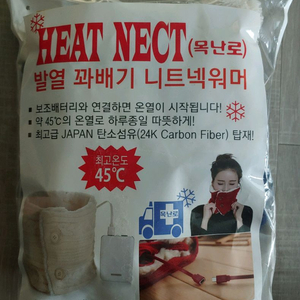 HEAT NECT(목난로)
발열 꽈배기 니트넥워머
▪ 보조배터리와 연결하면 온열이 시작됩니다!
▪ 약 45℃의 온열로 하루종일 따뜻하게!
▪ 최고급 JAPAN 탄소섬유(24K Carbon Fiber) 탑재!
최고온도
45℃
목난로